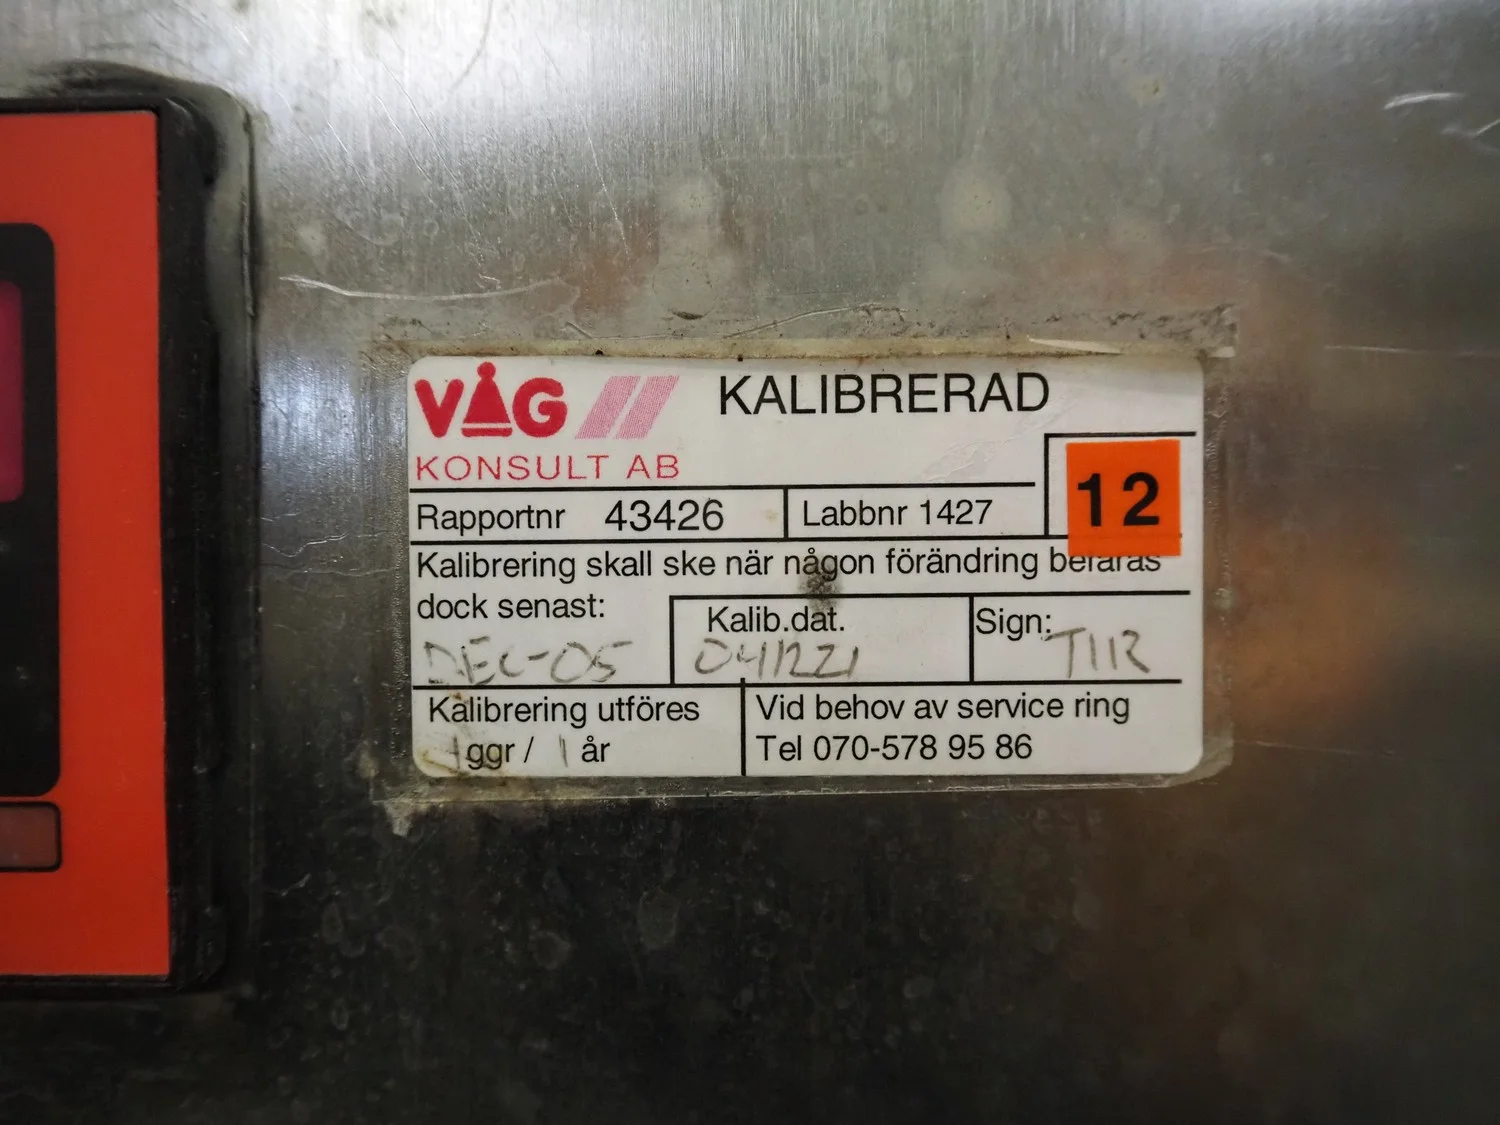 VÅG KALIBRERAD
KONSULT AB
12
Rapportnr 43426 Labbnr 1427
Kalibrering skall ske när någon förändring befaras
dock senast: Kalib.dat. Sign:
DEC-05 041221
Kalibrering utföres Vid behov av service ring
1 ggr / 1 år Tel 070-578 95 86